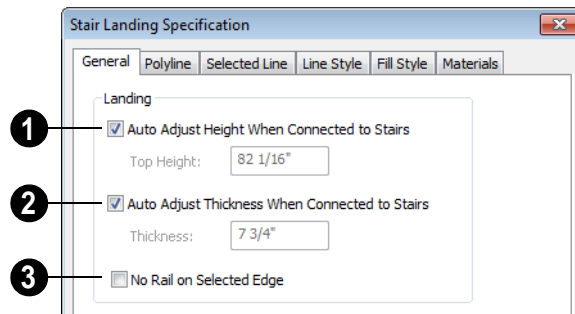 Stair Landing Specification
General Polyline Selected Line Line Style Fill Style Materials
Landing
1 Auto Adjust Height When Connected to Stairs
Top Height: 82 1/16"
2 Auto Adjust Thickness When Connected to Stairs
Thickness: 7 3/4"
3 No Rail on Selected Edge